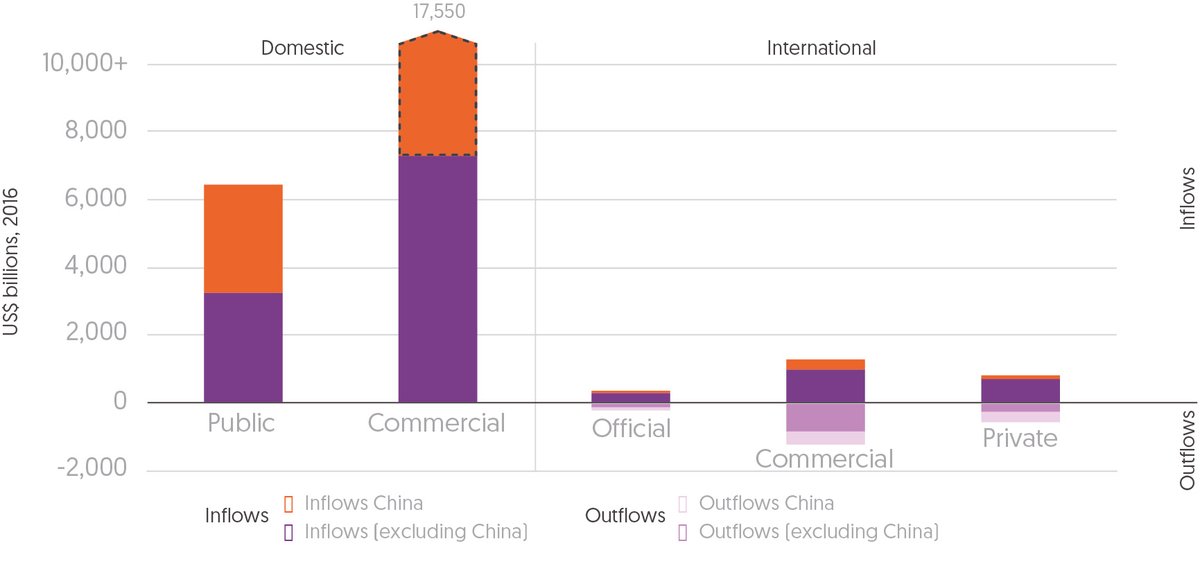 17,550
Domestic
International
10,000+
8,000
6,000
4,000
2,000
0
-2,000
US$ billions, 2016
Inflows
Outflows
Public
Commercial
Official
Commercial
Private
Inflows
Inflows China
Inflows (excluding China)
Outflows
Outflows China
Outflows (excluding China)